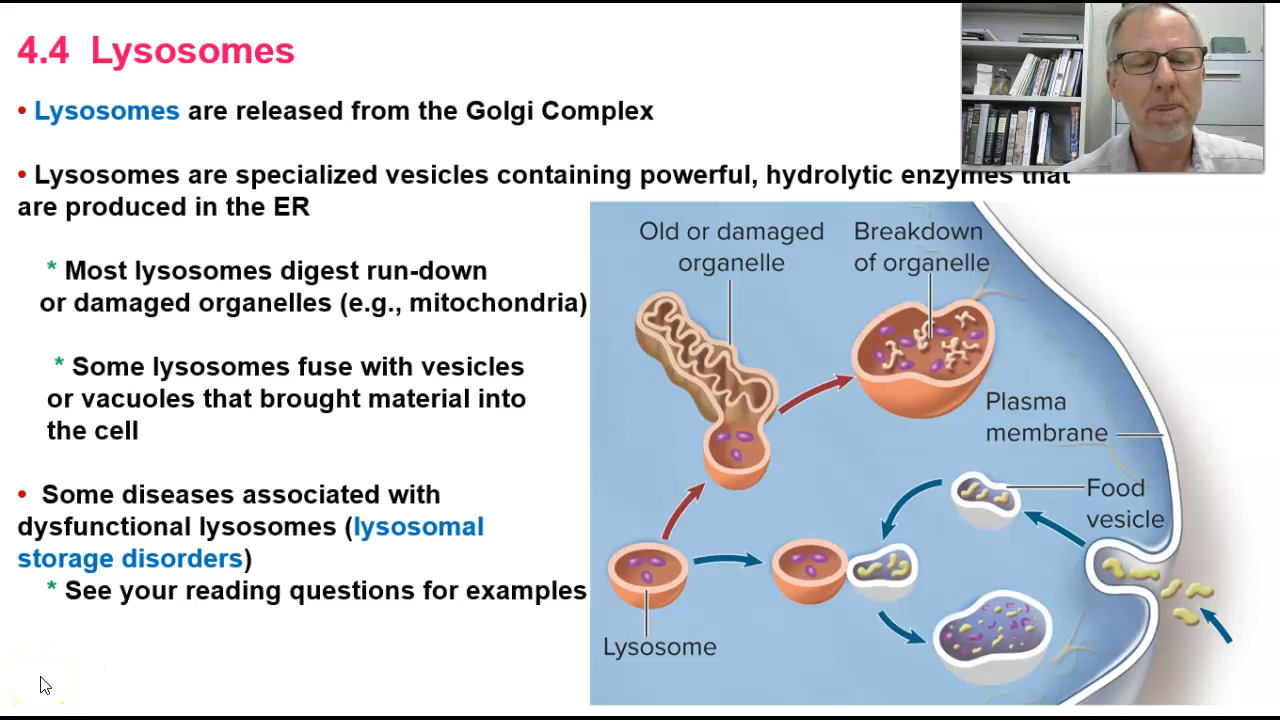 4.4 Lysosomes
• Lysosomes are released from the Golgi Complex
• Lysosomes are specialized vesicles containing powerful, hydrolytic enzymes that
are produced in the ER
* Most lysosomes digest run-down
or damaged organelles (e.g., mitochondria)
* Some lysosomes fuse with vesicles
or vacuoles that brought material into
the cell
• Some diseases associated with
dysfunctional lysosomes (lysosomal
storage disorders)
* See your reading questions for examples
Old or damaged
organelle
Breakdown
of organelle
Plasma
membrane
Food
vesicle
Lysosome